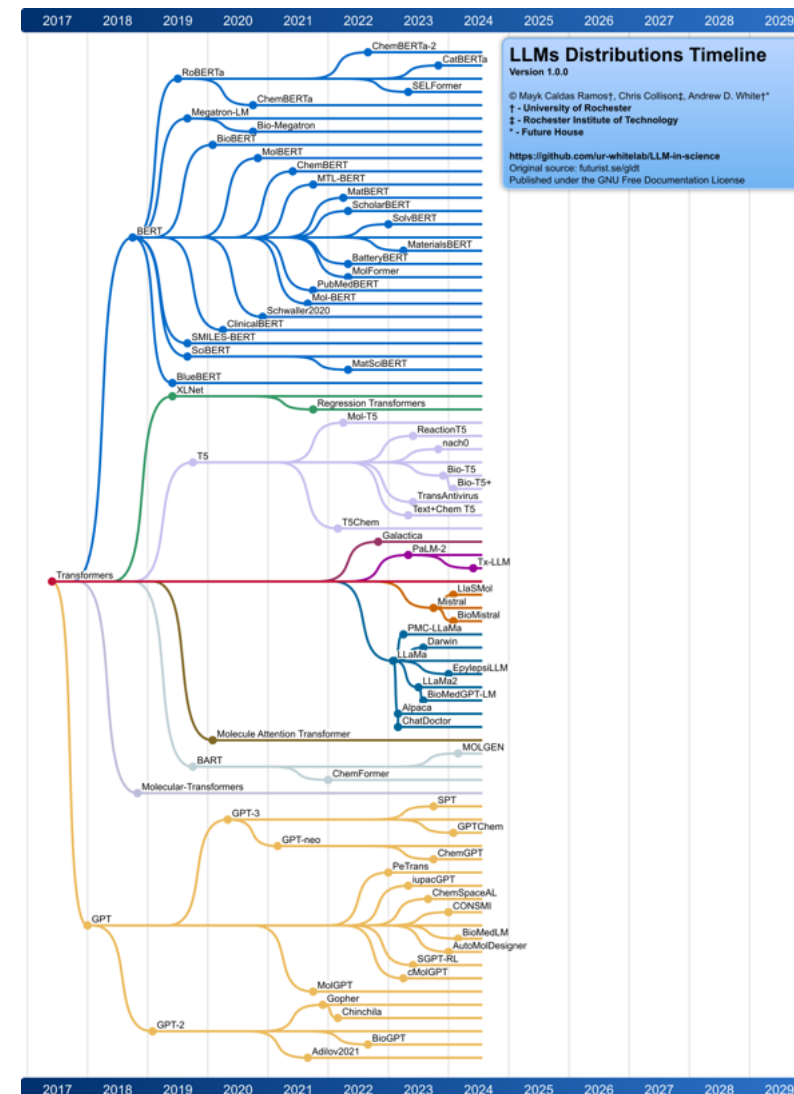 2017 2018 2019 2020 2021 2022 2023 2024 2025 2026 2027 2028 2029
LLMs Distributions Timeline
Version 1.0.0
© Mayk Caldas Ramos†, Chris Collison‡, Andrew D. White†*
† - University of Rochester
‡ - Rochester Institute of Technology
* - Future House
https://github.com/ur-whitelab/LLM-in-science
Original source: futurist.se/gldt
Published under the GNU Free Documentation License
ChemBERTa-2
CatBERTa
RoBERTa
SELFormer
ChemBERTa
Megatron-LM
Bio-Megatron
BioBERT
MolBERT
ChemBERT
MTL-BERT
MatBERT
ScholarBERT
SolvBERT
BERT
MaterialsBERT
BatteryBERT
MolFormer
PubMedBERT
Mol-BERT
Schwaller2020
ClinicalBERT
SMILES-BERT
SciBERT
MatSciBERT
BlueBERT
XLNet
Regression Transformers
Mol-T5
ReactionT5
nach0
T5
Bio-T5
Bio-T5+
TransAntivirus
Text+Chem T5
T5Chem
Galactica
PaLM-2
Tx-LLM
Transformers
LlaSMol
Mistral
BioMistral
PMC-LLaMa
Darwin
LLaMa
EpylepsiLLM
LLaMa2
BioMedGPT-LM
Alpaca
ChatDoctor
Molecule Attention Transformer
MOLGEN
BART
ChemFormer
Molecular-Transformers
SPT
GPT-3
GPTChem
GPT-neo
ChemGPT
PeTrans
iupacGPT
ChemSpaceAL
CONSMI
GPT
BioMedLM
AutoMolDesigner
SGPT-RL
cMolGPT
MolGPT
Gopher
Chinchila
GPT-2
BioGPT
Adilov2021
2017 2018 2019 2020 2021 2022 2023 2024 2025 2026 2027 2028 2029